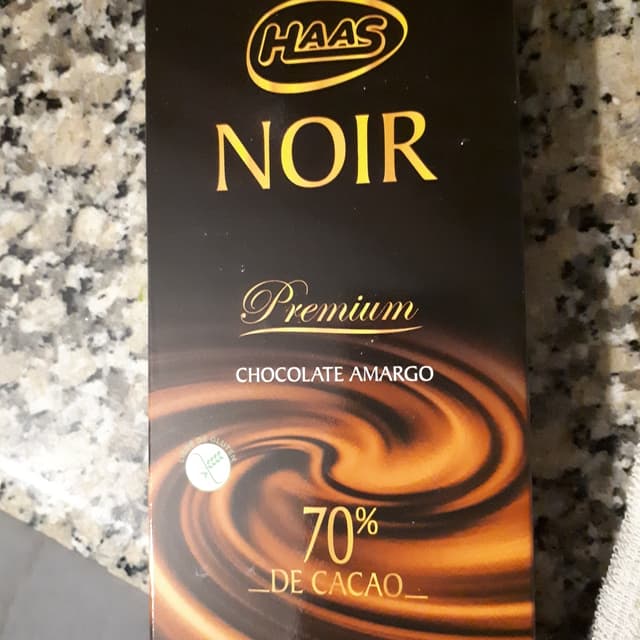 HAAS
NOIR
Premium
CHOCOLATE AMARGO
70%
DE CACAO